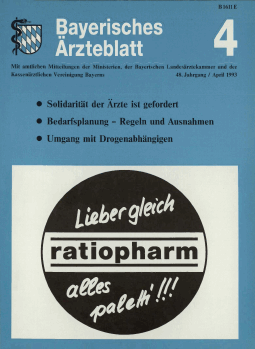 B 1611 E
Bayerisches
Ärzteblatt
4
Mit amtlichen Mitteilungen der Ministerien, der Bayerischen Landesärztekammer und der
Kassenärztlichen Vereinigung Bayerns
48. Jahrgang / April 1993
● Solidarität der Ärzte ist gefordert
● Bedarfsplanung – Regeln und Ausnahmen
● Umgang mit Drogenabhängigen
Lieber gleich
ratiopharm
alles
paletti !!!